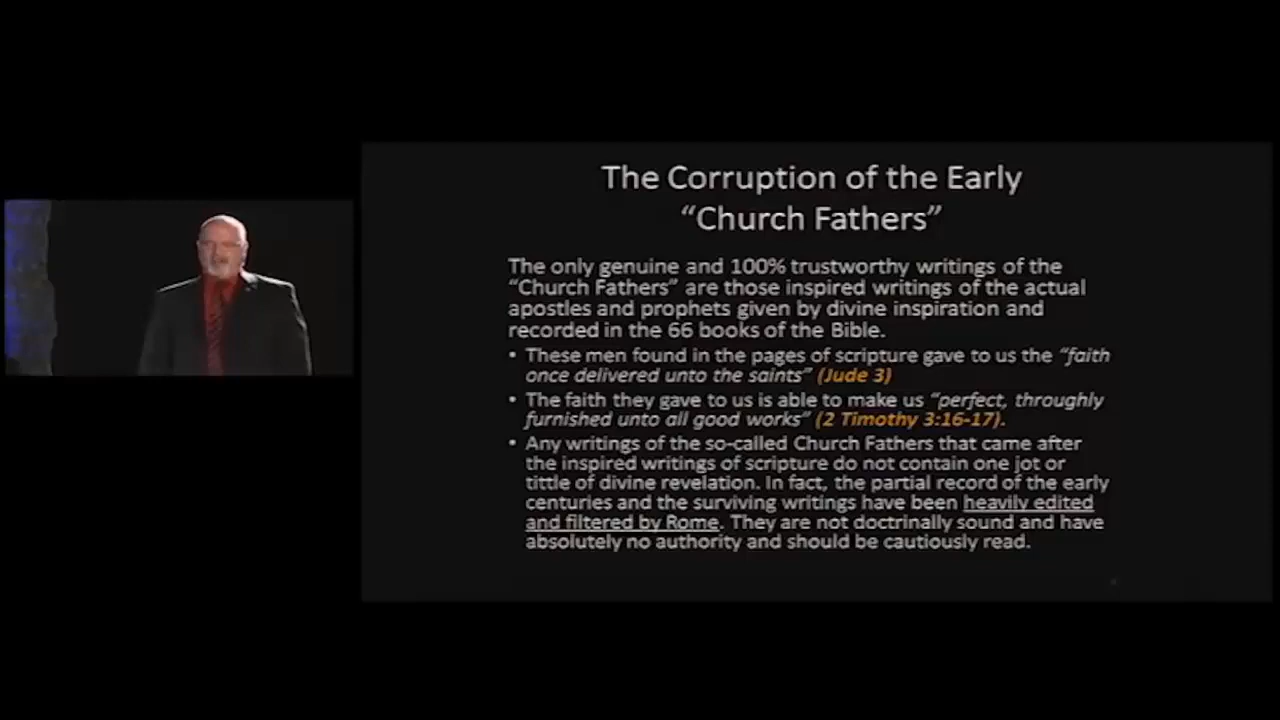 The Corruption of the Early
“Church Fathers”
The only genuine and 100% trustworthy writings of the
“Church Fathers” are those inspired writings of the actual
apostles and prophets given by divine inspiration and
recorded in the 66 books of the Bible.
• These men found in the pages of scripture gave to us the “faith
once delivered unto the saints” (Jude 3)
• The faith they gave to us is able to make us “perfect, throughly
furnished unto all good works” (2 Timothy 3:16-17).
• Any writings of the so-called Church Fathers that came after
the inspired writings of scripture do not contain one jot or
tittle of divine revelation. In fact, the partial record of the early
centuries and the surviving writings have been heavily edited
and filtered by Rome. They are not doctrinally sound and have
absolutely no authority and should be cautiously read.